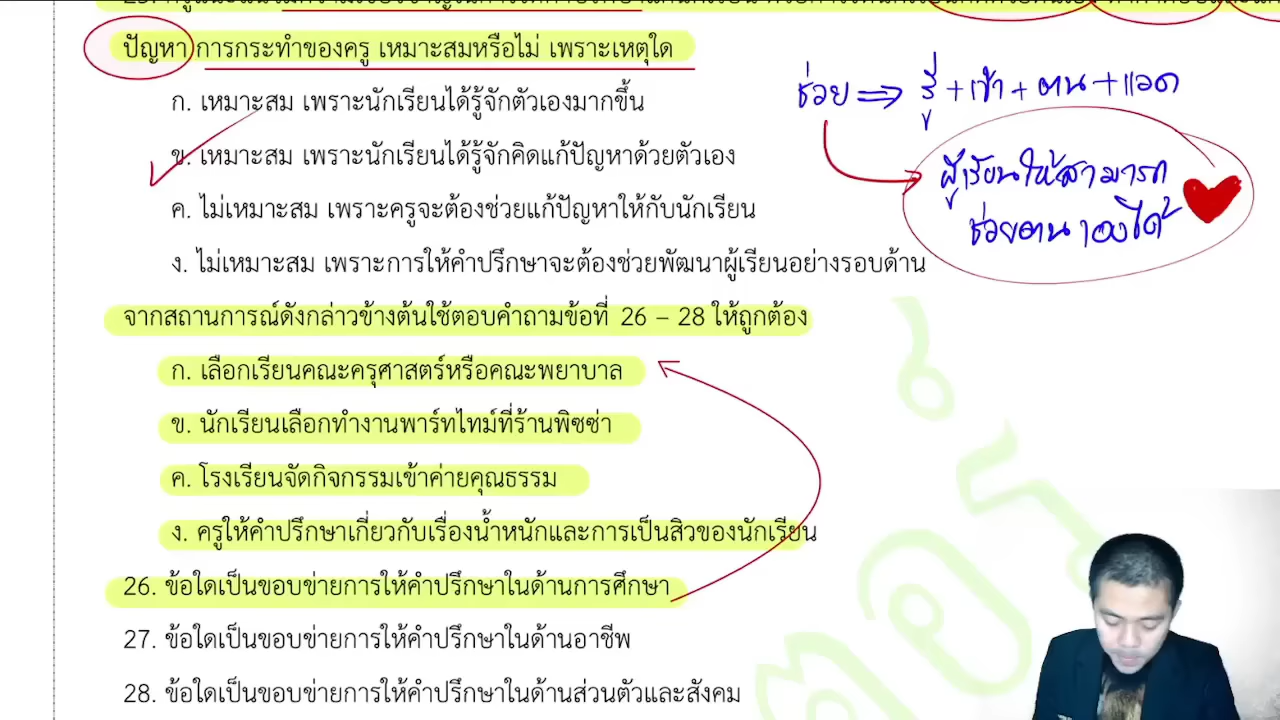 ปัญหา การกระทำของครู เหมาะสมหรือไม่ เพราะเหตุใด
ก. เหมาะสม เพราะนักเรียนได้รู้จักตัวเองมากขึ้น
ข. เหมาะสม เพราะนักเรียนได้รู้จักคิดแก้ปัญหาด้วยตัวเอง
ค. ไม่เหมาะสม เพราะครูจะต้องช่วยแก้ปัญหาให้กับนักเรียน
ง. ไม่เหมาะสม เพราะการให้คำปรึกษาจะต้องช่วยพัฒนาผู้เรียนอย่างรอบด้าน
ช่วย ⇒ รู้ + เข้า + ตน + แวด
ผู้เรียนให้สามารถ
ช่วยตนเองได้
จากสถานการณ์ดังกล่าวข้างต้นใช้ตอบคำถามข้อที่ 26 – 28 ให้ถูกต้อง
ก. เลือกเรียนคณะครุศาสตร์หรือคณะพยาบาล
ข. นักเรียนเลือกทำงานพาร์ทไทม์ที่ร้านพิซซ่า
ค. โรงเรียนจัดกิจกรรมเข้าค่ายคุณธรรม
ง. ครูให้คำปรึกษาเกี่ยวกับเรื่องน้ำหนักและการเป็นสิวของนักเรียน
26. ข้อใดเป็นขอบข่ายการให้คำปรึกษาในด้านการศึกษา
27. ข้อใดเป็นขอบข่ายการให้คำปรึกษาในด้านอาชีพ
28. ข้อใดเป็นขอบข่ายการให้คำปรึกษาในด้านส่วนตัวและสังคม